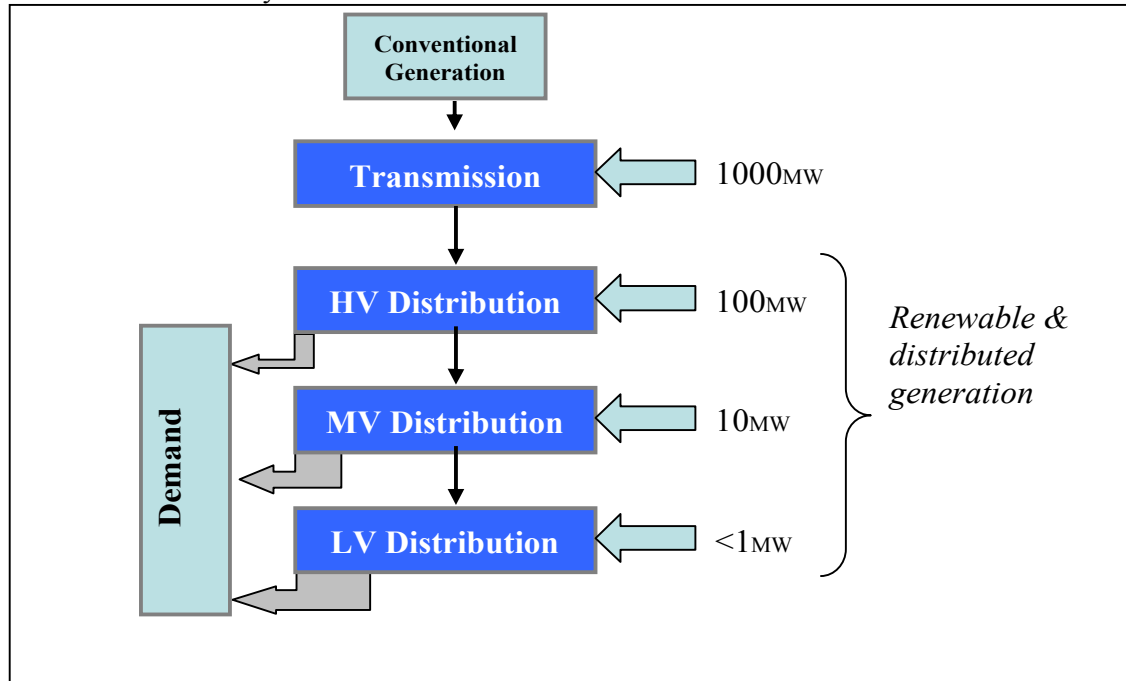 Conventional
Generation
Transmission
1000MW
HV Distribution
100MW
Renewable &
distributed
generation
MV Distribution
10MW
Demand
LV Distribution
<1MW